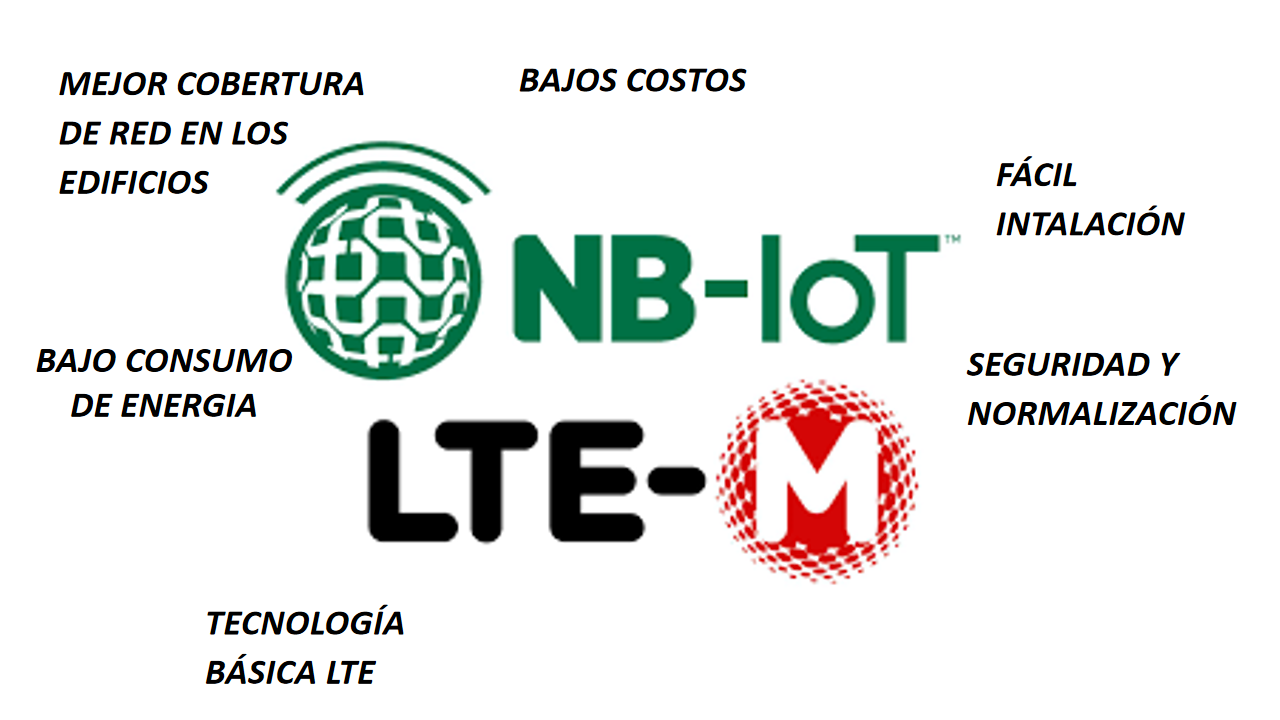 MEJOR COBERTURA
DE RED EN LOS
EDIFICIOS
BAJOS COSTOS
FÁCIL
INTALACIÓN
NB-IoT™
BAJO CONSUMO
DE ENERGIA
SEGURIDAD Y
NORMALIZACIÓN
LTE-M
TECNOLOGÍA
BÁSICA LTE